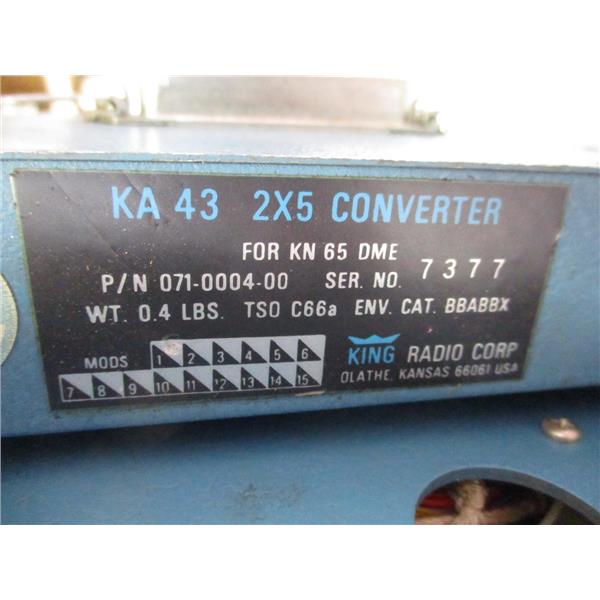 KA 43 2X5 CONVERTER
FOR KN 65 DME
P/N 071-0004-00 SER. NO. 7377
WT. 0.4 LBS. TSO C66a ENV. CAT. BBABBX
MODS 1 2 3 4 5 6
7 8 9 10 11 12 13 14 15
KING RADIO CORP
OLATHE, KANSAS 66061 USA